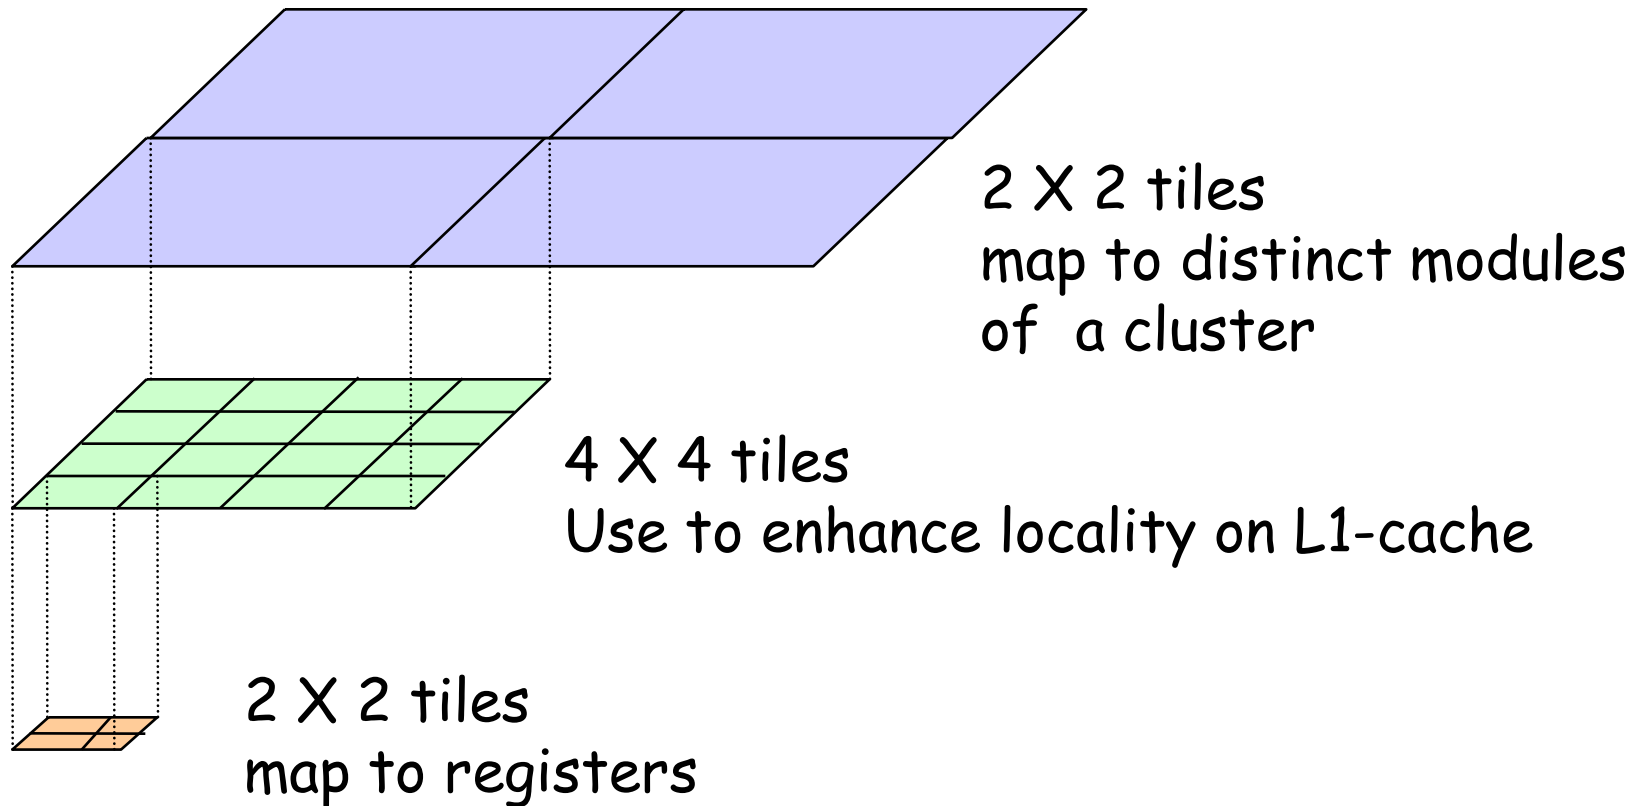 2 X 2 tiles
map to distinct modules
of a cluster
4 X 4 tiles
Use to enhance locality on L1-cache
2 X 2 tiles
map to registers